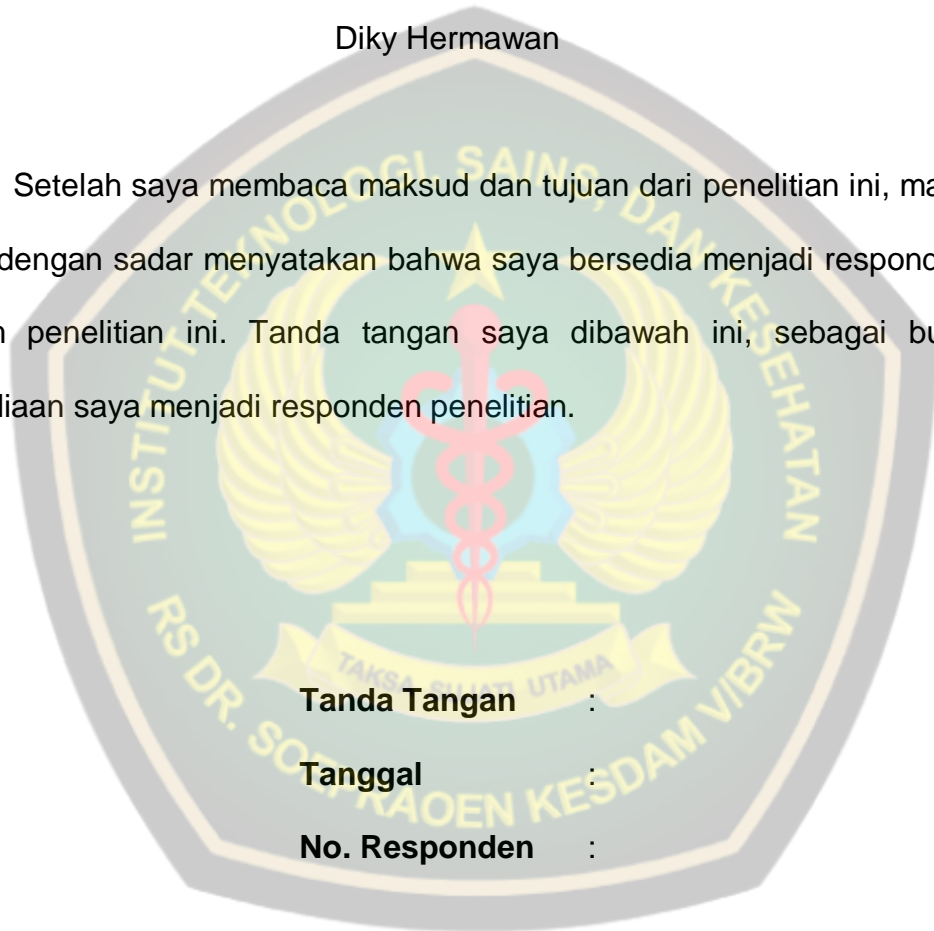 Diky Hermawan
Setelah saya membaca maksud dan tujuan dari penelitian ini, ma
dengan sadar menyatakan bahwa saya bersedia menjadi respond
penelitian ini. Tanda tangan saya dibawah ini, sebagai bu
liaan saya menjadi responden penelitian.
INSTITUT TEKNOLOGI, SAINS, DAN KESEHATAN
TAKSA SUJATI UTAMA
RS DR. SOEPRAOEN KESDAM V/BRW
Tanda Tangan :
Tanggal :
No. Responden :